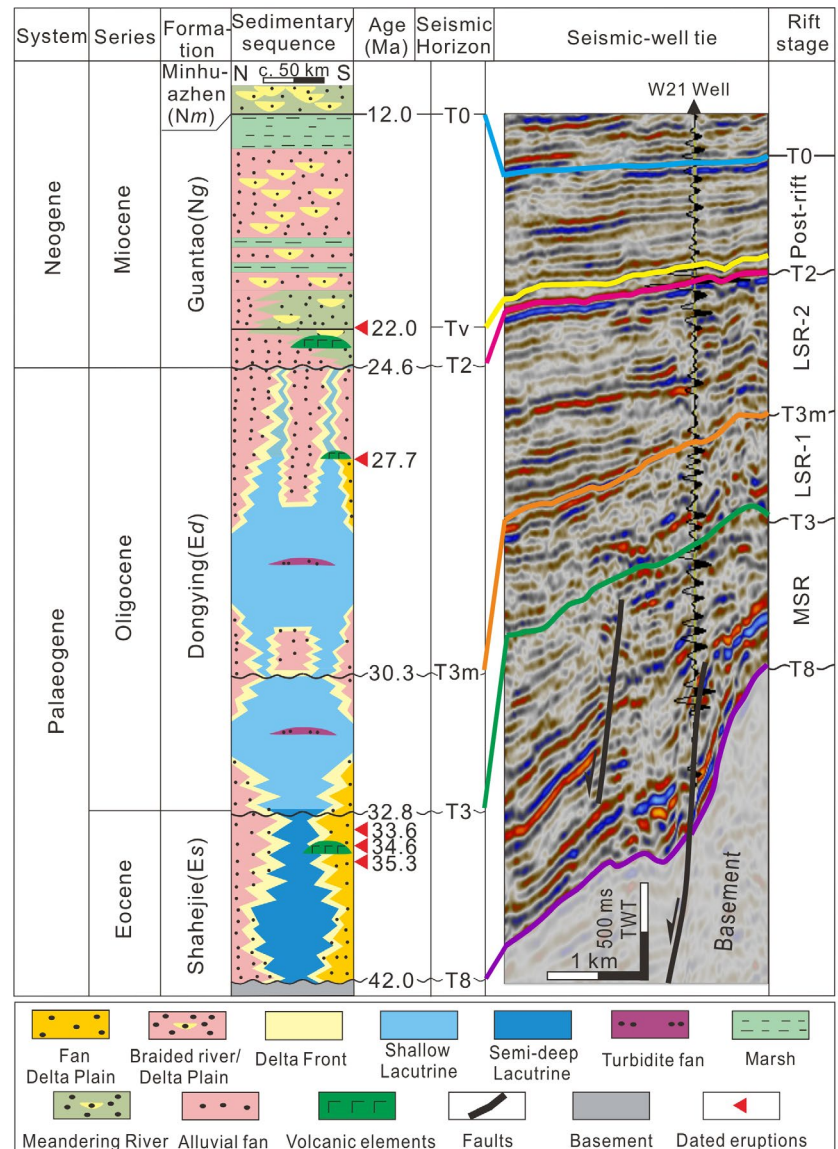 System
Series
Forma-
tion
Sedimentary
sequence
Age
(Ma)
Seismic
Horizon
Seismic-well tie
Rift
stage
Minhu-
azhen
(Nm)
N c. 50 km S
W21 Well
12.0
T0
T0
Neogene
Miocene
Guantao(Ng)
Post-rift
T2
22.0
Tv
LSR-2
24.6
T2
T3m
27.7
LSR-1
T3
Palaeogene
Oligocene
Dongying(Ed)
MSR
30.3
T3m
T8
32.8
T3
33.6
34.6
35.3
Eocene
Shahejie(Es)
Basement
500 ms
TWT
1 km
42.0
T8
Fan
Delta Plain
Braided river/
Delta Plain
Delta Front
Shallow
Lacutrine
Semi-deep
Lacutrine
Turbidite fan
Marsh
Meandering River
Alluvial fan
Volcanic elements
Faults
Basement
Dated eruptions